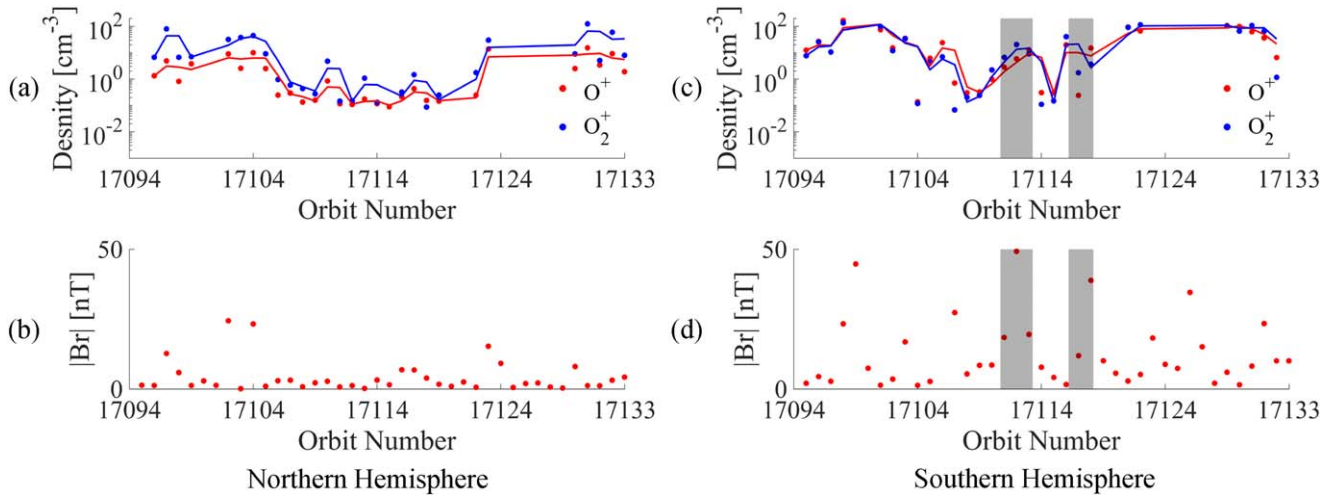 (a)
Desnity [cm⁻³]
10²
10⁰
10⁻²
O⁺
O₂⁺
17094 17104 17114 17124 17133
Orbit Number
(b)
|Br| [nT]
50
0
17094 17104 17114 17124 17133
Orbit Number
Northern Hemisphere
(c)
Desnity [cm⁻³]
10²
10⁰
10⁻²
O⁺
O₂⁺
17094 17104 17114 17124 17133
Orbit Number
(d)
|Br| [nT]
50
0
17094 17104 17114 17124 17133
Orbit Number
Southern Hemisphere